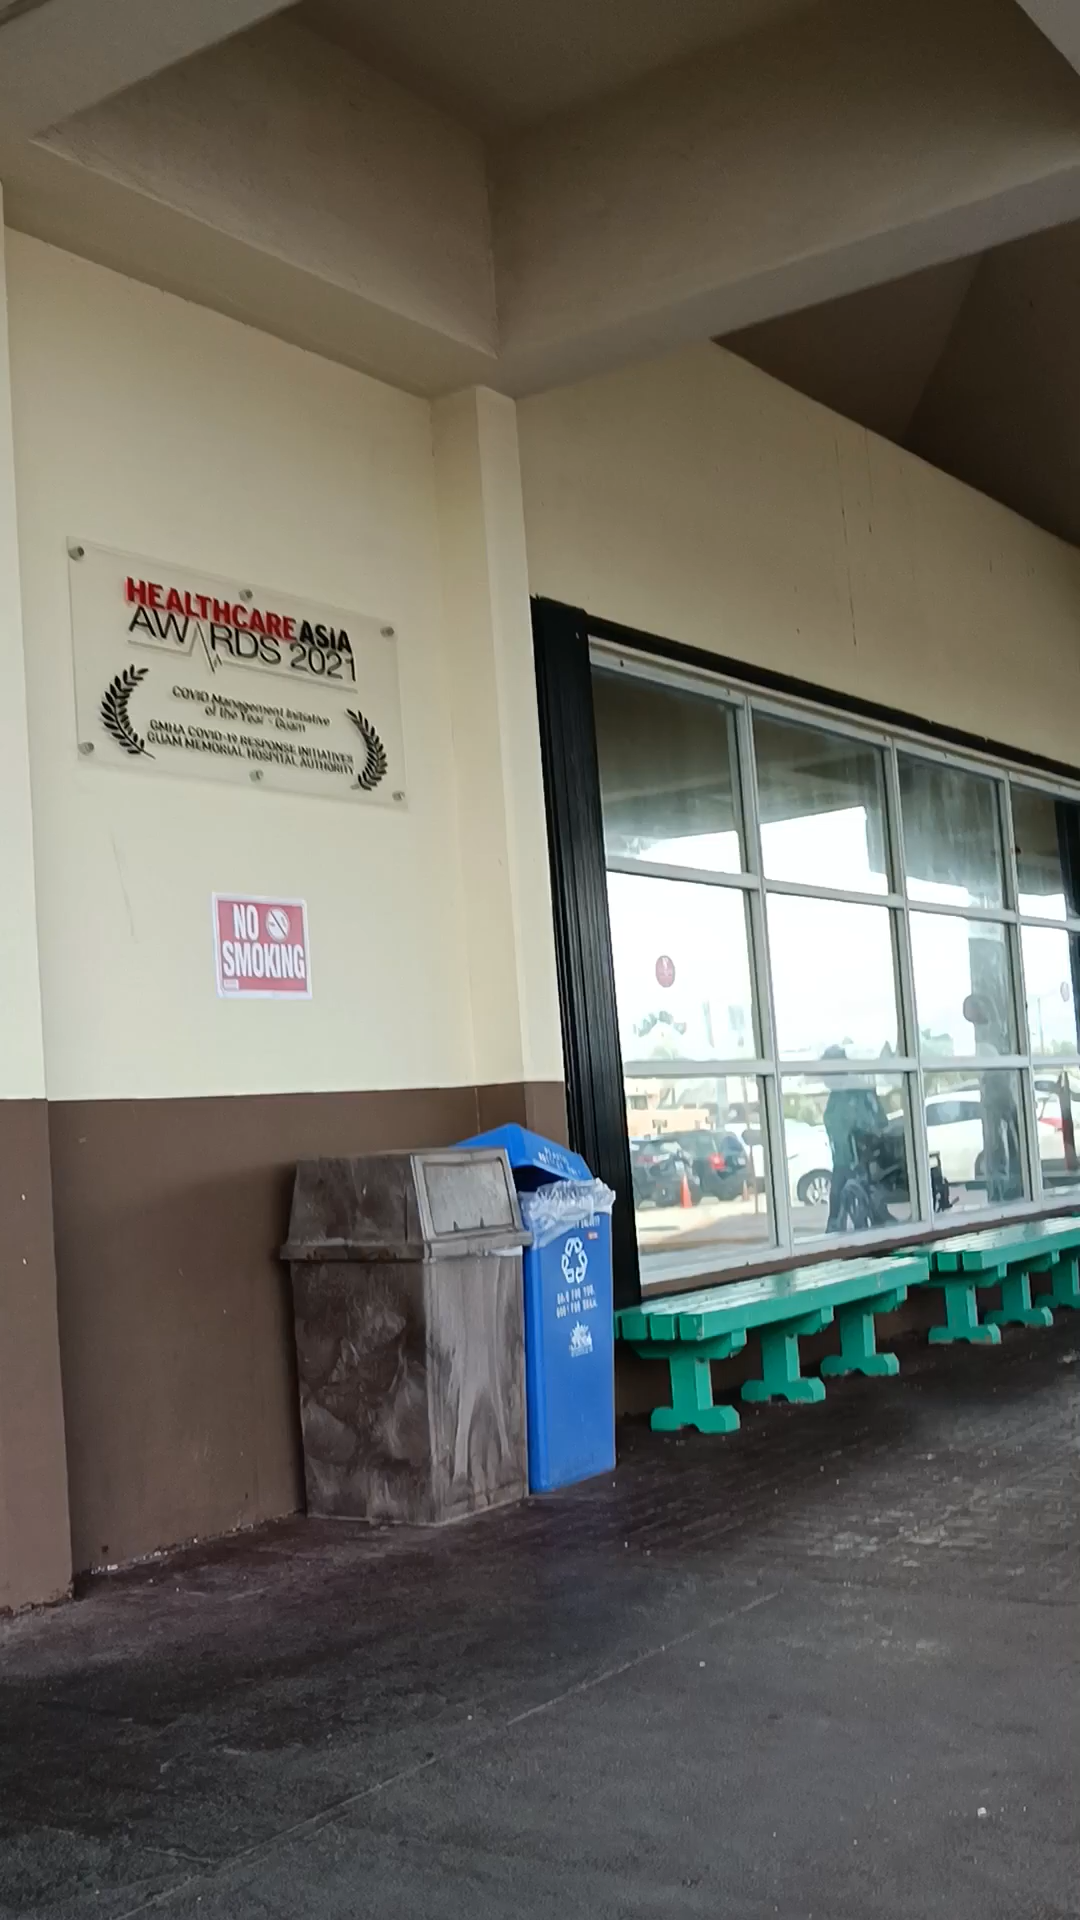 HEALTHCARE ASIA
AWARDS 2021
COVID Management Initiative
of the Year - Guam
GMHA COVID-19 RESPONSE INITIATIVES
GUAM MEMORIAL HOSPITAL AUTHORITY
NO
SMOKING